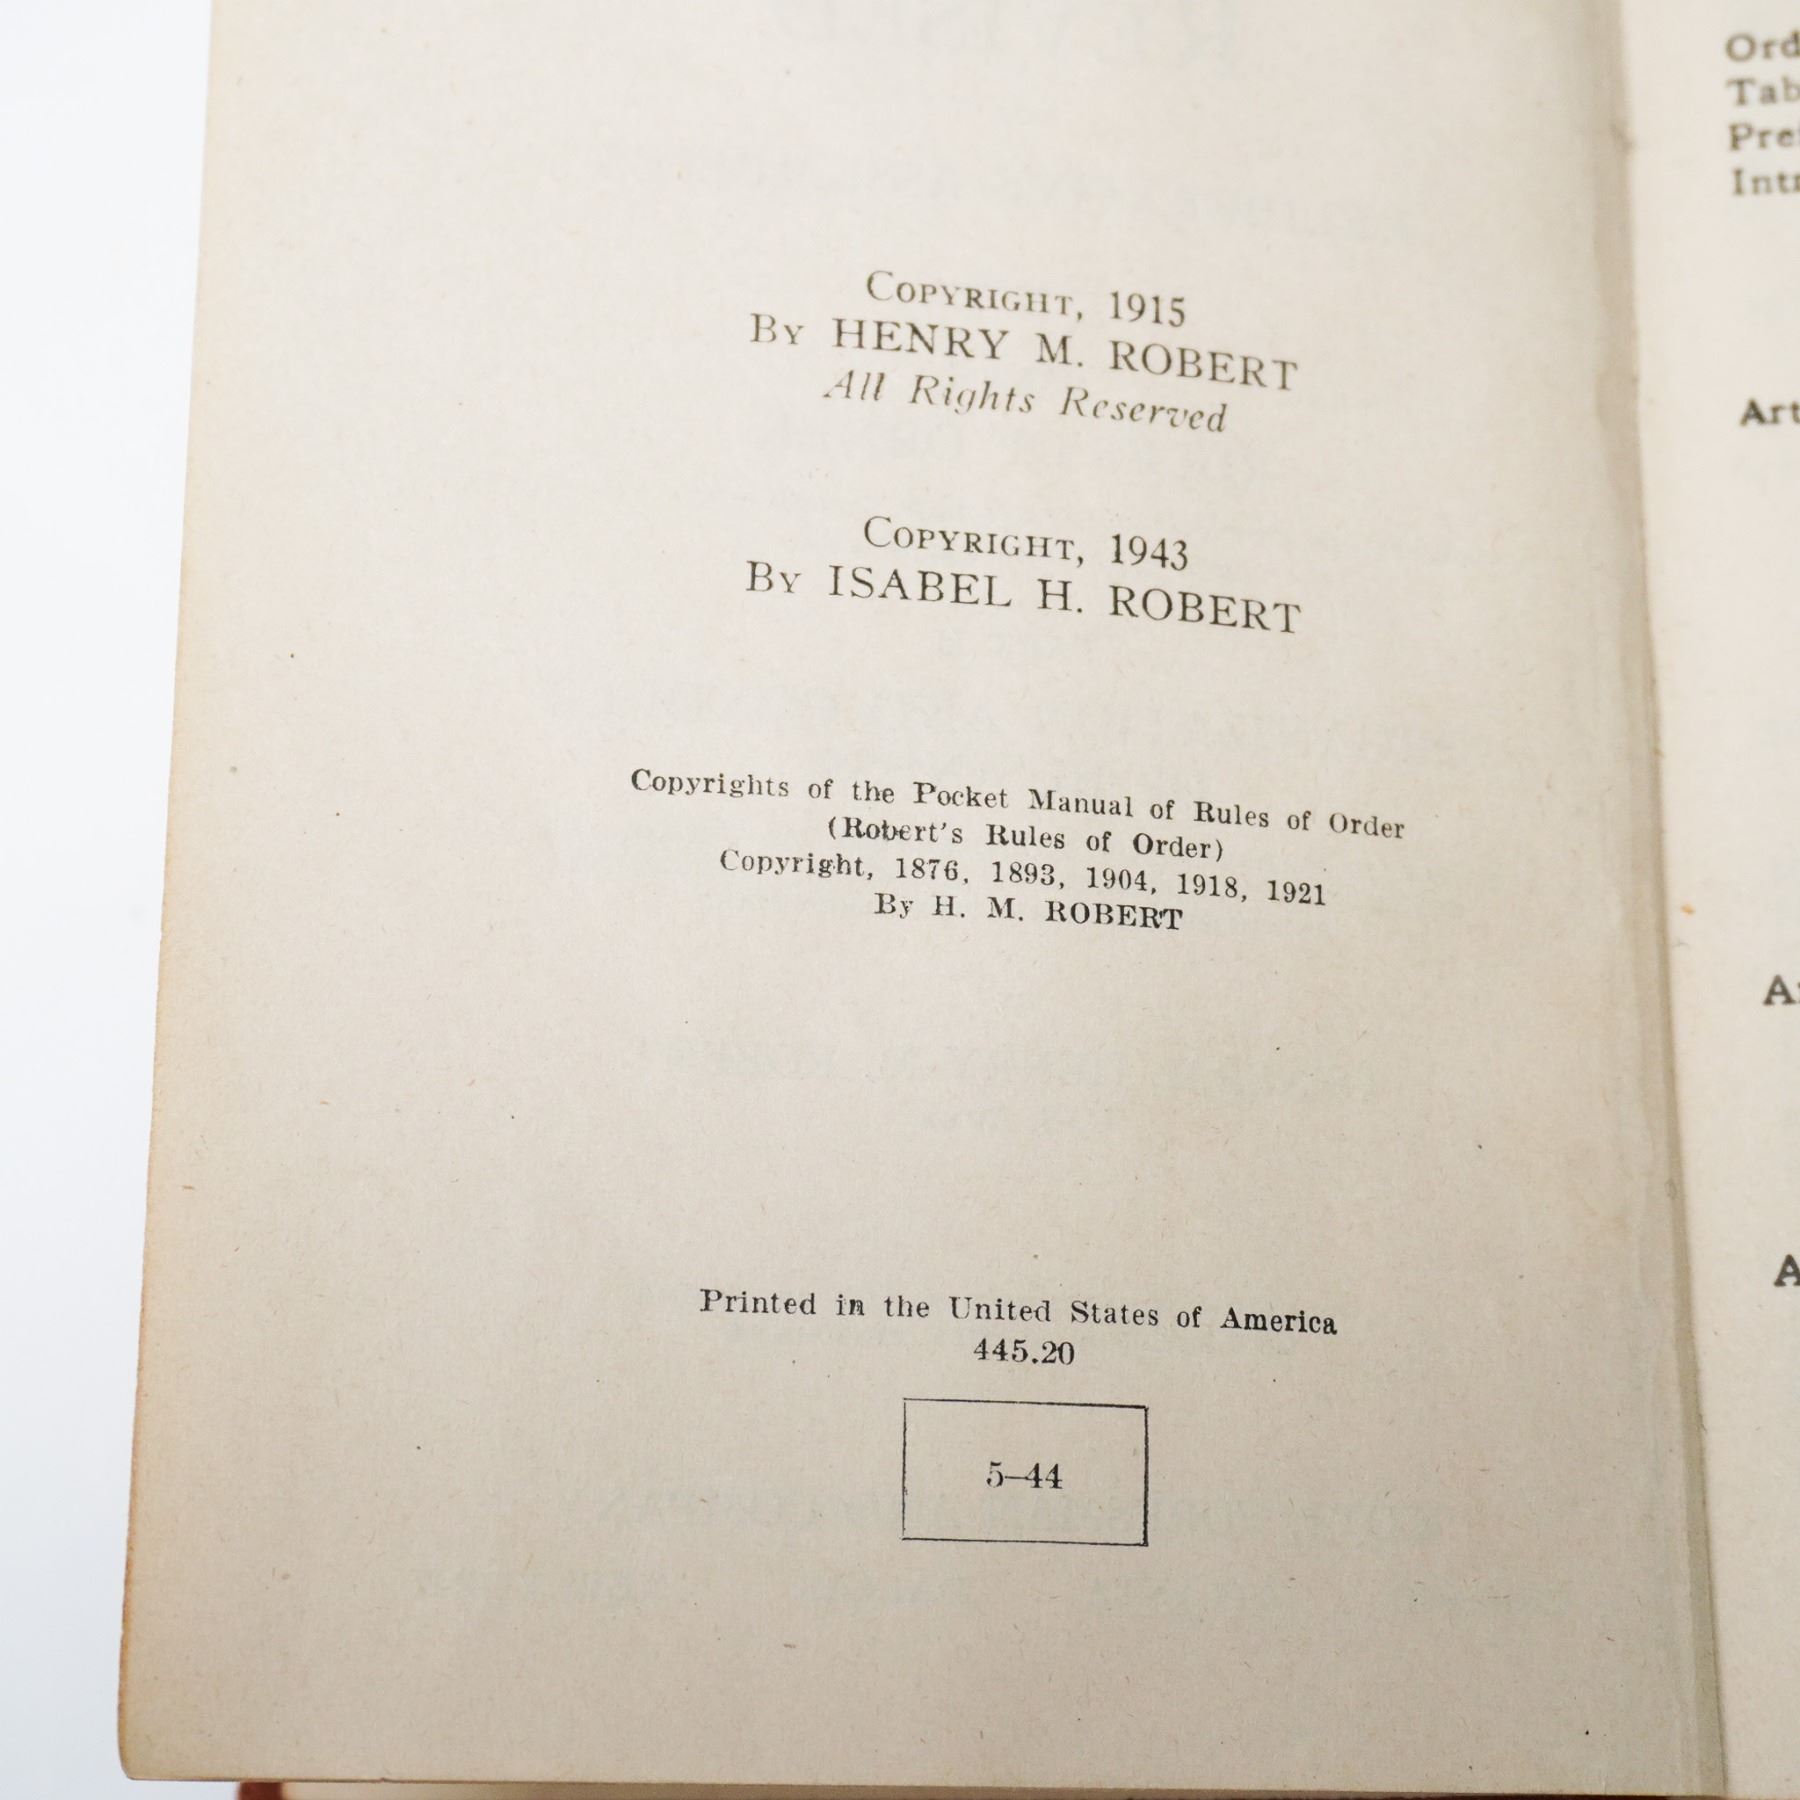 Copyright, 1915
By HENRY M. ROBERT
All Rights Reserved
Copyright, 1943
By ISABEL H. ROBERT
Copyrights of the Pocket Manual of Rules of Order
(Robert's Rules of Order)
Copyright, 1876, 1893, 1904, 1918, 1921
By H. M. ROBERT
Printed in the United States of America
445.20
5–44